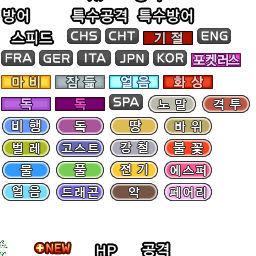 방어 특수공격 특수방어
스피드 CHS CHT 기절 ENG
FRA GER ITA JPN KOR 포켓러스
마비 잠듦 얼음 화상
독 독 SPA 노말 격투
비행 독 땅 바위
벌레 고스트 강철 불꽃
물 풀 전기 에스퍼
얼음 드래곤 악 페어리
NEW HP 공격